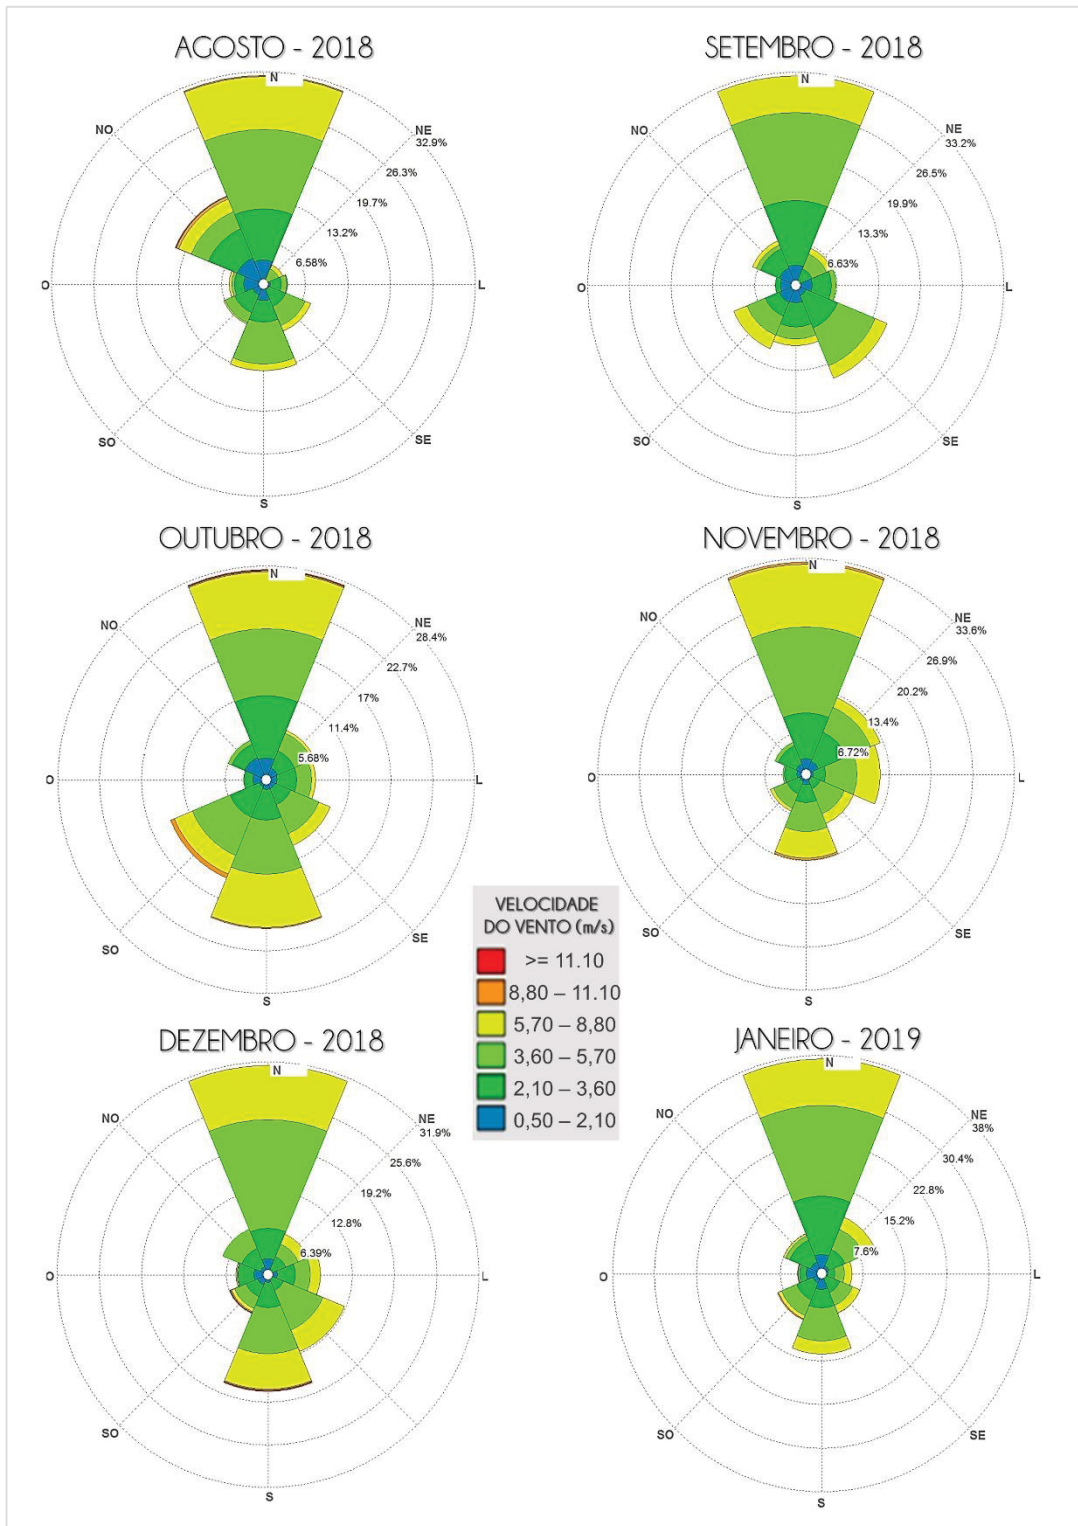 AGOSTO - 2018
N
NO
NE
32.9%
26.3%
19.7%
13.2%
6.58%
O
L
SO
SE
S
SETEMBRO - 2018
N
NO
NE
33.2%
26.5%
19.9%
13.3%
6.63%
O
L
SO
SE
S
OUTUBRO - 2018
N
NO
NE
28.4%
22.7%
17%
11.4%
5.68%
O
L
SO
SE
S
NOVEMBRO - 2018
N
NO
NE
33.6%
26.9%
20.2%
13.4%
6.72%
O
L
SO
SE
S
VELOCIDADE
DO VENTO (m/s)
>= 11.10
8,80 – 11.10
5,70 – 8,80
3,60 – 5,70
2,10 – 3,60
0,50 – 2,10
DEZEMBRO - 2018
N
NO
NE
31.9%
25.6%
19.2%
12.8%
6.39%
O
L
SO
S
JANEIRO - 2019
N
NO
NE
38%
30.4%
22.8%
15.2%
7.6%
O
L
SO
SE
S